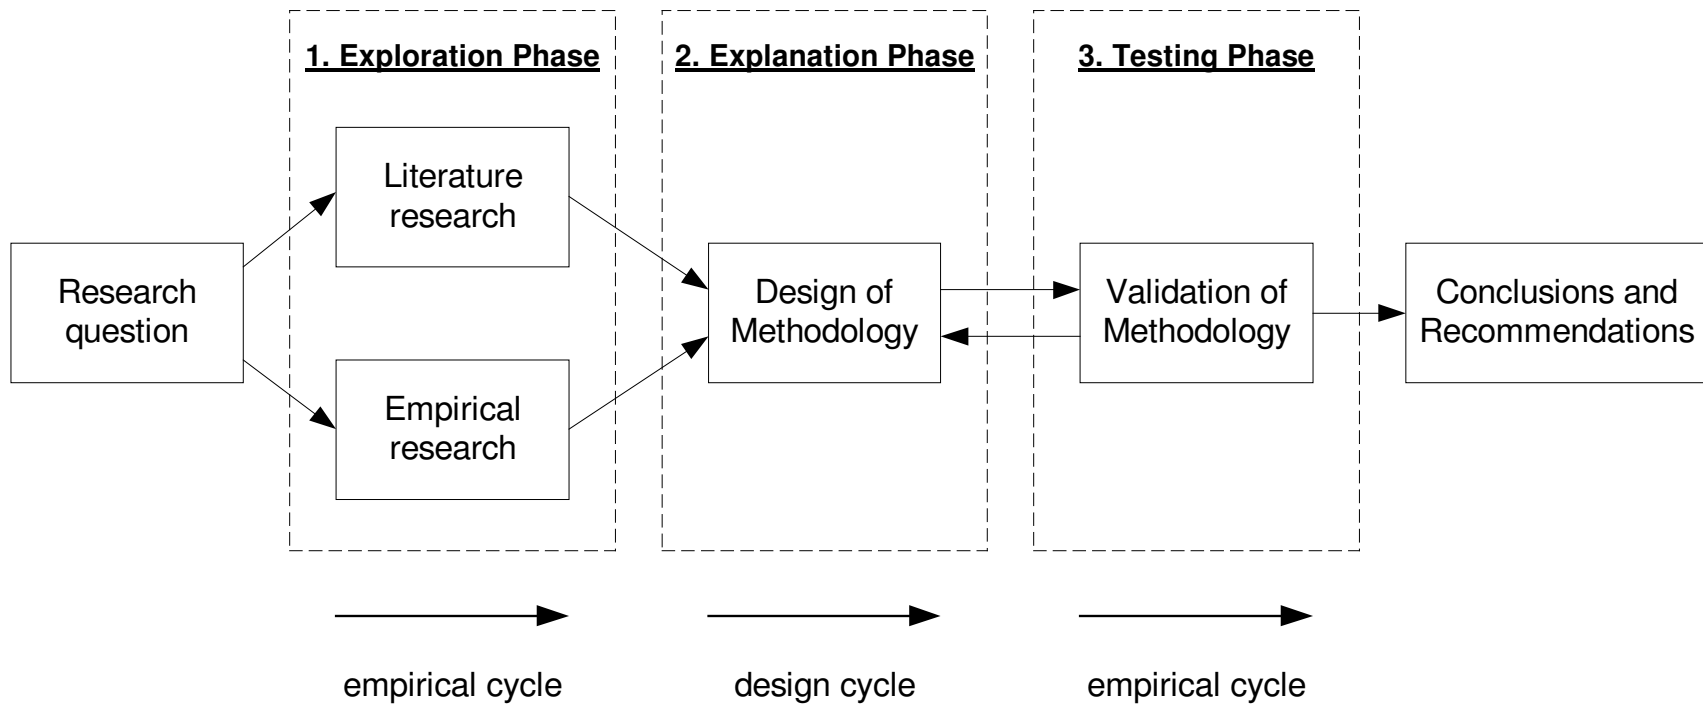 1. Exploration Phase
2. Explanation Phase
3. Testing Phase
Literature
research
Research
question
Empirical
research
Design of
Methodology
Validation of
Methodology
Conclusions and
Recommendations
empirical cycle
design cycle
empirical cycle